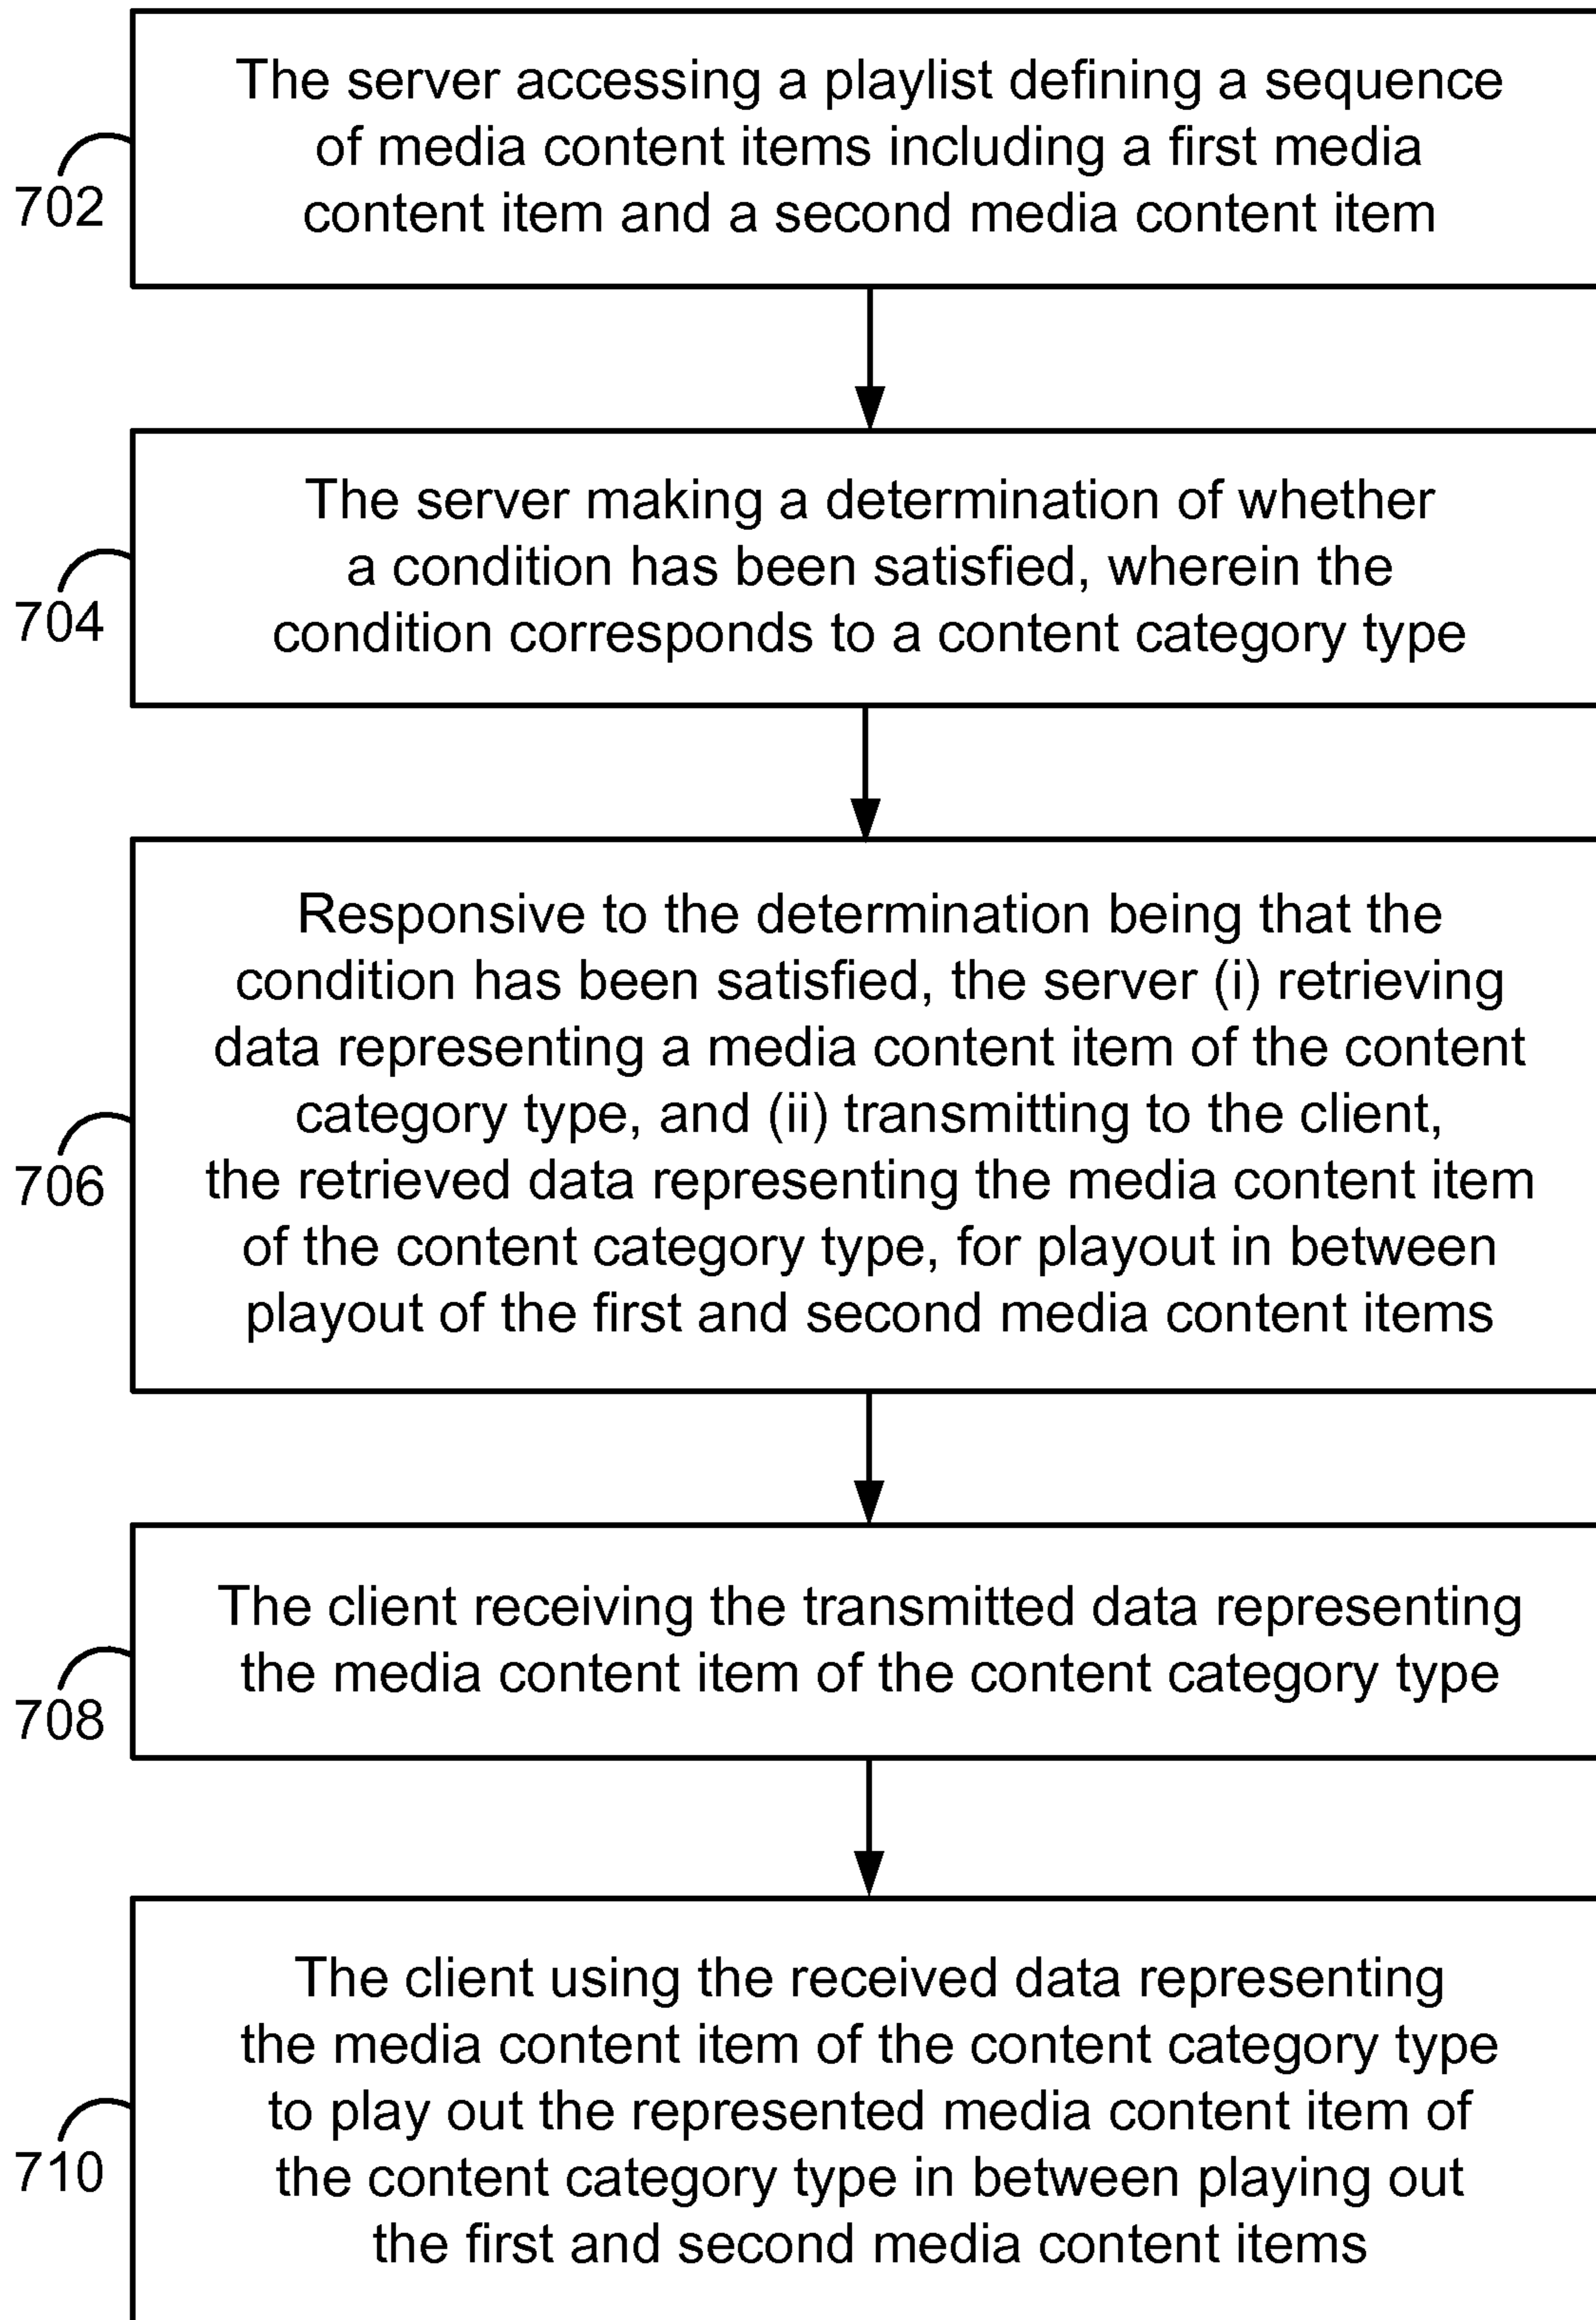 The server accessing a playlist defining a sequence
of media content items including a first media
content item and a second media content item
702
The server making a determination of whether
a condition has been satisfied, wherein the
condition corresponds to a content category type
704
Responsive to the determination being that the
condition has been satisfied, the server (i) retrieving
data representing a media content item of the content
category type, and (ii) transmitting to the client,
the retrieved data representing the media content item
of the content category type, for playout in between
playout of the first and second media content items
706
The client receiving the transmitted data representing
the media content item of the content category type
708
The client using the received data representing
the media content item of the content category type
to play out the represented media content item of
the content category type in between playing out
the first and second media content items
710